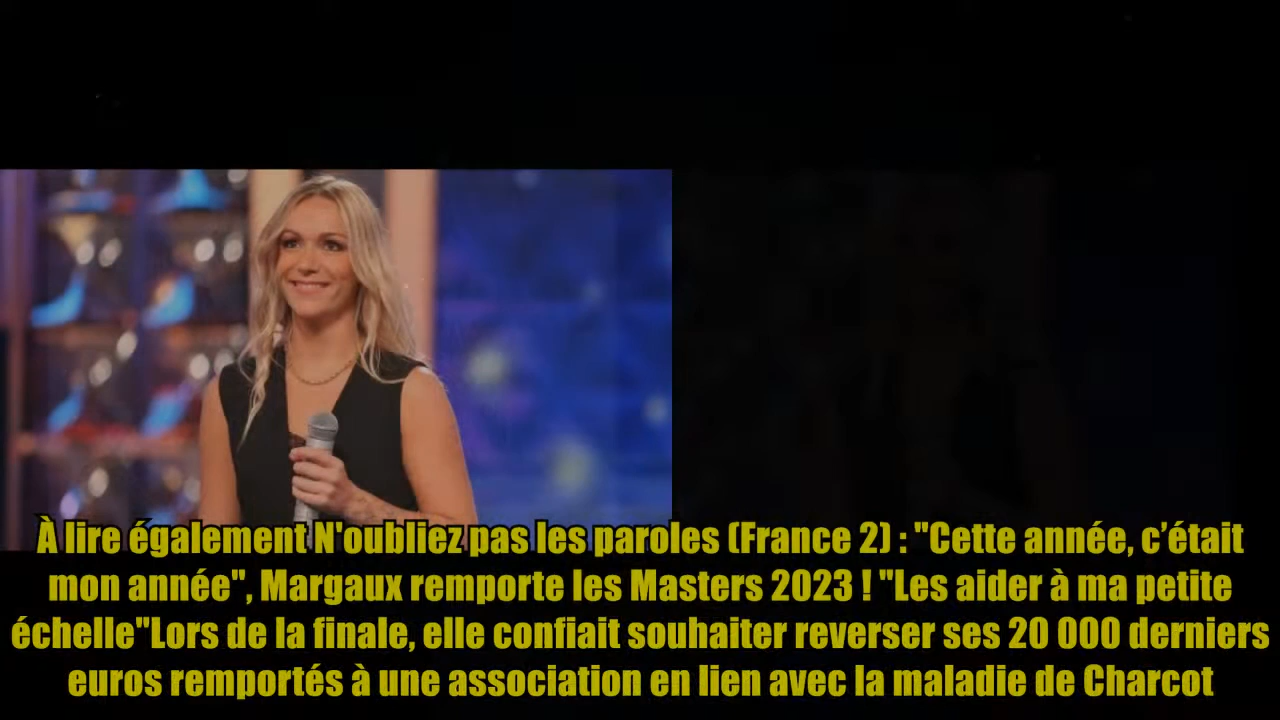 À lire également N'oubliez pas les paroles (France 2) : "Cette année, c’était
mon année", Margaux remporte les Masters 2023 ! "Les aider à ma petite
échelle"Lors de la finale, elle confiait souhaiter reverser ses 20 000 derniers
euros remportés à une association en lien avec la maladie de Charcot